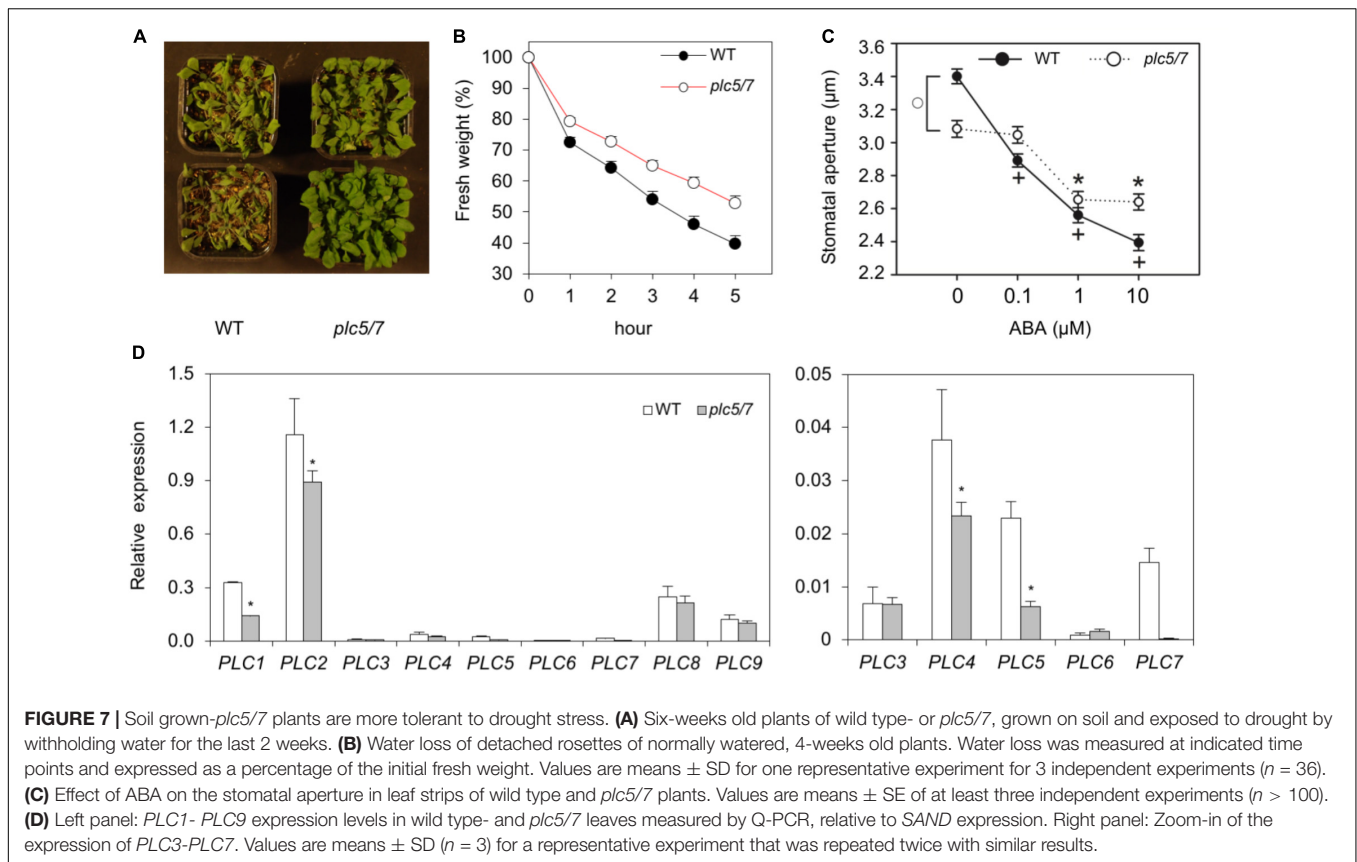 A
WT plc5/7
B
WT
plc5/7
Fresh weight (%)
100
90
80
70
60
50
40
30
0 1 2 3 4 5
hour
C
WT plc5/7
Stomatal aperture (µm)
3.6
3.4
3.2
3.0
2.8
2.6
2.4
2.2
* *
+
+
+
0 0.1 1 10
ABA (µM)
D
Relative expression
1.5
1.2
0.9
0.6
0.3
0.0
WT plc5/7
*
*
PLC1 PLC2 PLC3 PLC4 PLC5 PLC6 PLC7 PLC8 PLC9
0.05
0.04
0.03
0.02
0.01
0
*
*
PLC3 PLC4 PLC5 PLC6 PLC7
FIGURE 7 | Soil grown-plc5/7 plants are more tolerant to drought stress. (A) Six-weeks old plants of wild type- or plc5/7, grown on soil and exposed to drought by
withholding water for the last 2 weeks. (B) Water loss of detached rosettes of normally watered, 4-weeks old plants. Water loss was measured at indicated time
points and expressed as a percentage of the initial fresh weight. Values are means ± SD for one representative experiment for 3 independent experiments (n = 36).
(C) Effect of ABA on the stomatal aperture in leaf strips of wild type and plc5/7 plants. Values are means ± SE of at least three independent experiments (n > 100).
(D) Left panel: PLC1- PLC9 expression levels in wild type- and plc5/7 leaves measured by Q-PCR, relative to SAND expression. Right panel: Zoom-in of the
expression of PLC3-PLC7. Values are means ± SD (n = 3) for a representative experiment that was repeated twice with similar results.